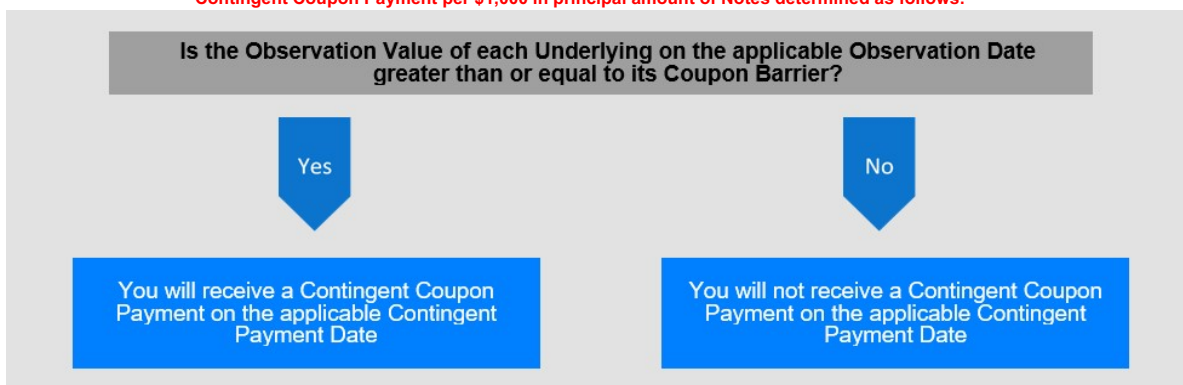 Contingent Coupon Payment per $1,000 in principal amount of Notes determined as follows:
Is the Observation Value of each Underlying on the applicable Observation Date
greater than or equal to its Coupon Barrier?
Yes
No
You will receive a Contingent Coupon
Payment on the applicable Contingent
Payment Date
You will not receive a Contingent Coupon
Payment on the applicable Contingent
Payment Date